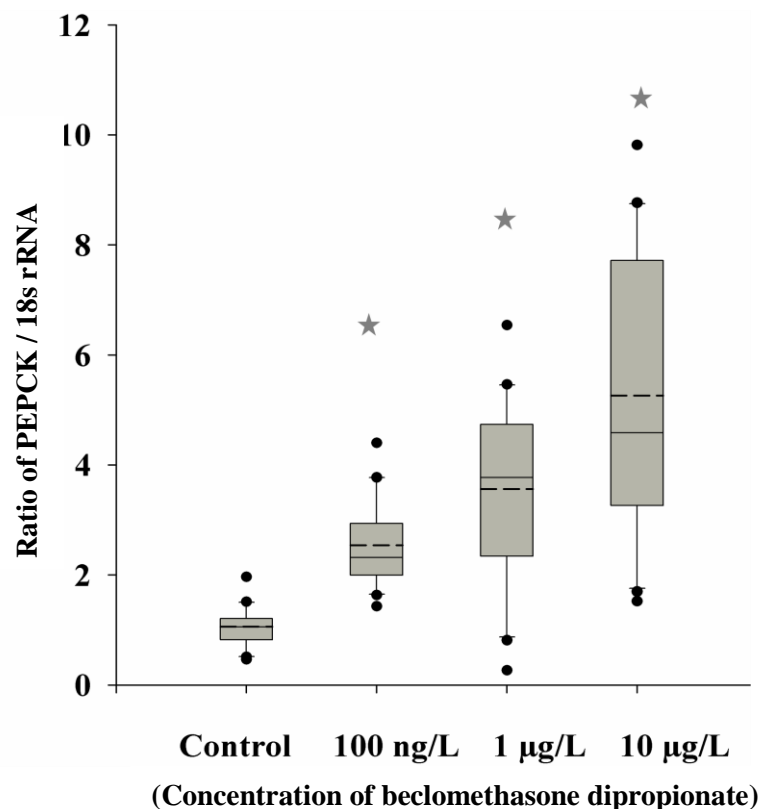 12
10
8
6
4
2
0
Ratio of PEPCK / 18s rRNA
Control 100 ng/L 1 µg/L 10 µg/L
(Concentration of beclomethasone dipropionate)